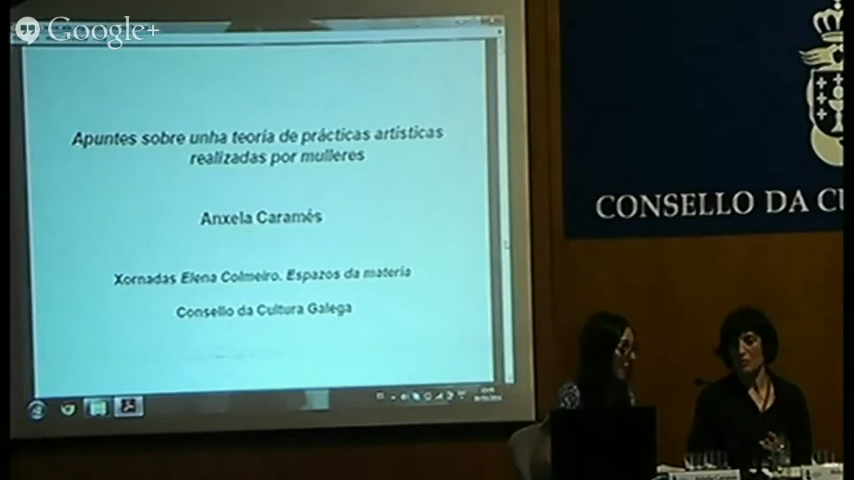 Google+
Apuntes sobre unha teoría de prácticas artísticas
realizadas por mulleres
Anxela Caramés
Xornadas Elena Colmeiro. Espazos da materia
Consello da Cultura Galega
CONSELLO DA